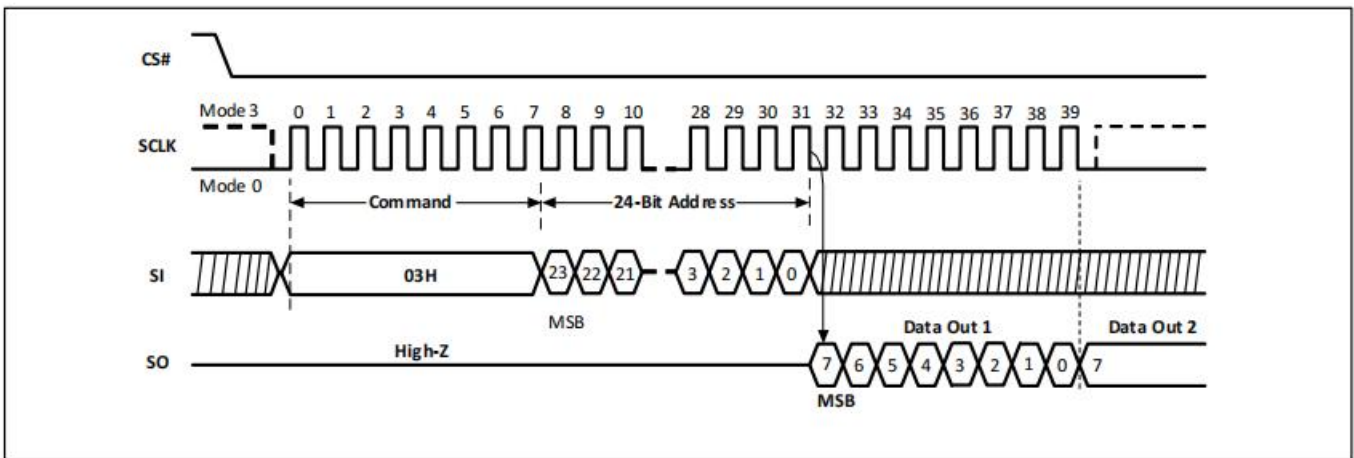 CS#
Mode 3 0 1 2 3 4 5 6 7 8 9 10 28 29 30 31 32 33 34 35 36 37 38 39
SCLK
Mode 0
Command 24-Bit Address
SI 03H 23 22 21 3 2 1 0
MSB
Data Out 1 Data Out 2
High-Z
SO 7 6 5 4 3 2 1 0 7
MSB